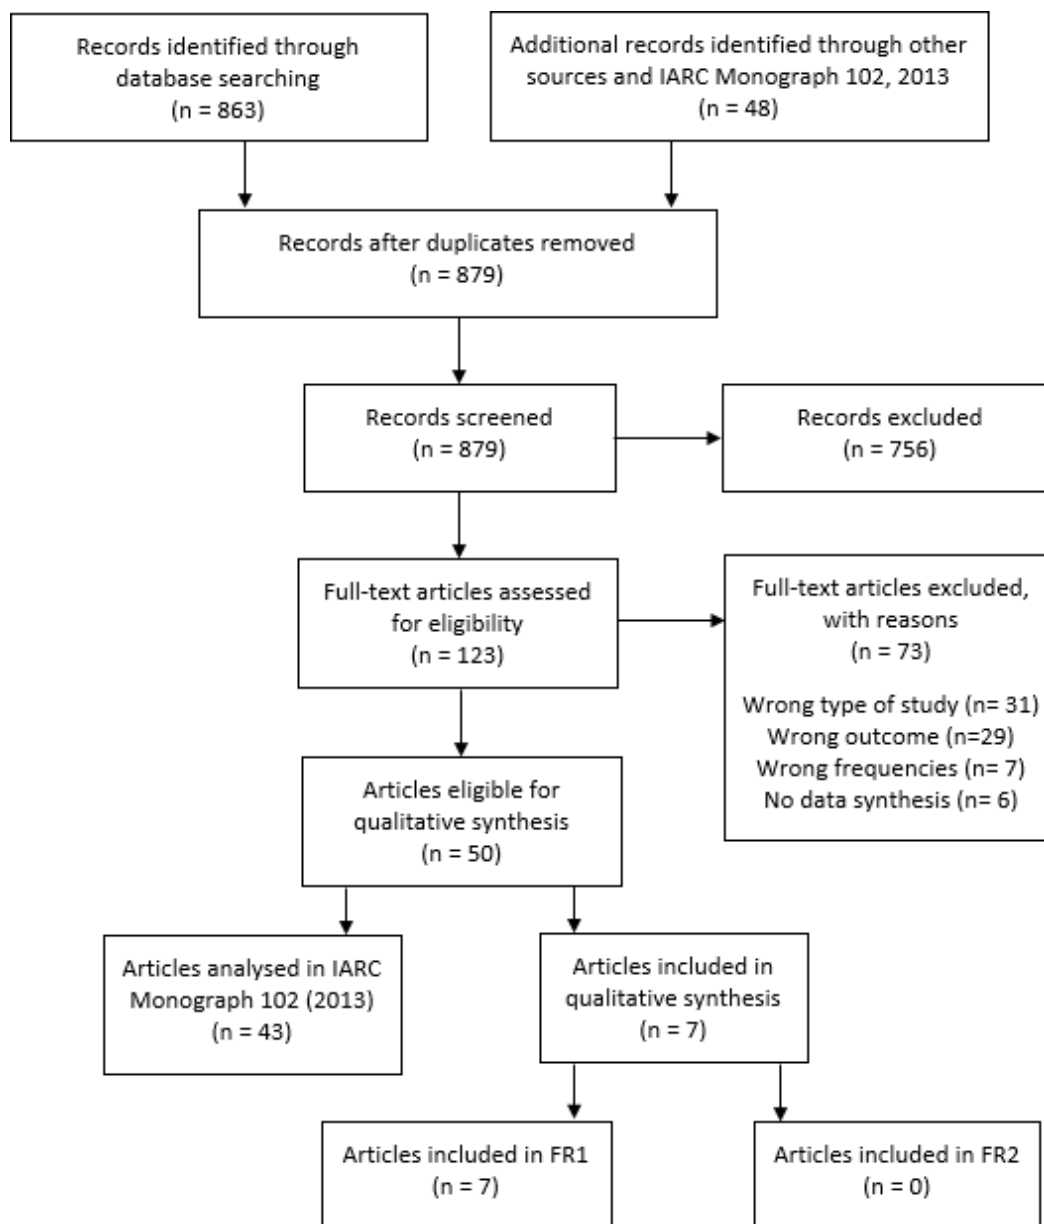 Records identified through
database searching
(n = 863)
Additional records identified through other
sources and IARC Monograph 102, 2013
(n = 48)
Records after duplicates removed
(n = 879)
Records screened
(n = 879)
Records excluded
(n = 756)
Full-text articles assessed
for eligibility
(n = 123)
Full-text articles excluded,
with reasons
(n = 73)
Wrong type of study (n= 31)
Wrong outcome (n=29)
Wrong frequencies (n= 7)
No data synthesis (n= 6)
Articles eligible for
qualitative synthesis
(n = 50)
Articles analysed in IARC
Monograph 102 (2013)
(n = 43)
Articles included in
qualitative synthesis
(n = 7)
Articles included in FR1
(n = 7)
Articles included in FR2
(n = 0)